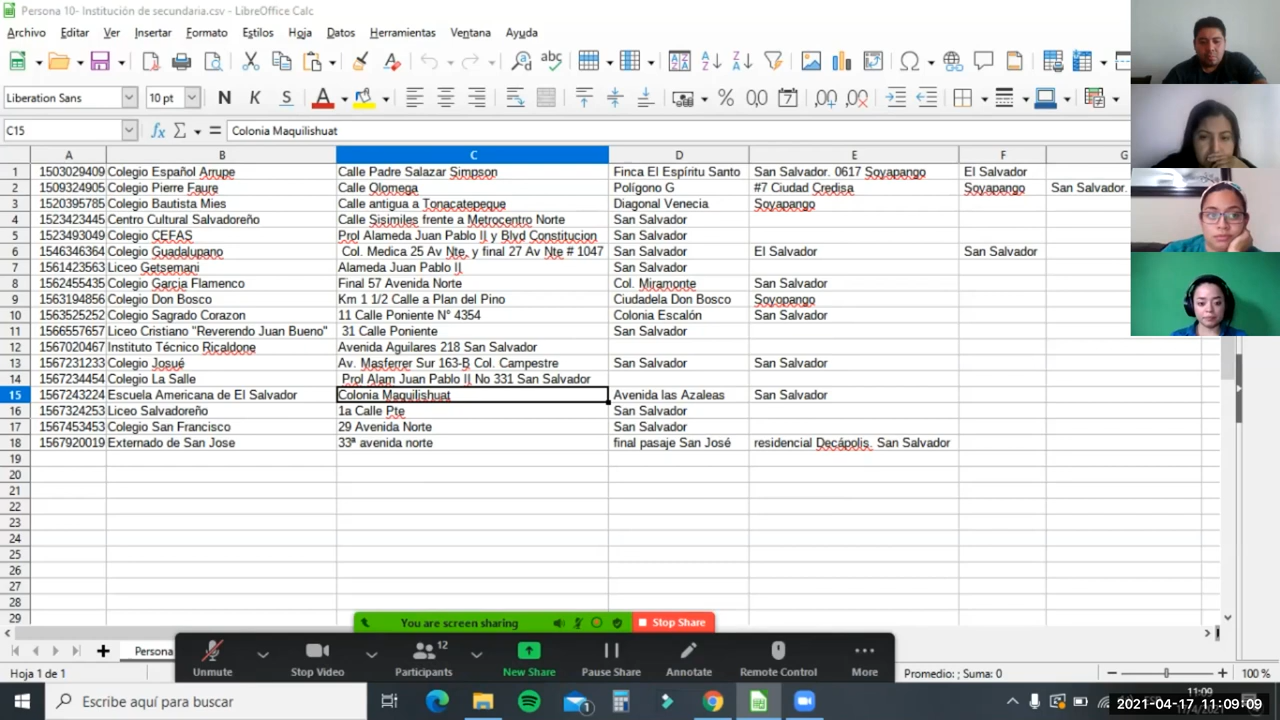 Persona 10- Institución de secundaria.csv - LibreOffice Calc
Archivo Editar Ver Insertar Formato Estilos Hoja Datos Herramientas Ventana Ayuda
Liberation Sans 10 pt N K S
C15 Colonia Maquilishuat
A B C D E F G
1 1503029409 Colegio Español Arrupe Calle Padre Salazar Simpson Finca El Espíritu Santo San Salvador. 0617 Soyapango El Salvador
2 1509324905 Colegio Pierre Faure Calle Olomega Polígono G #7 Ciudad Credisa Soyapango San Salvador.
3 1520395785 Colegio Bautista Mies Calle antigua a Tonacatepeque Diagonal Venecia Soyapango
4 1523423445 Centro Cultural Salvadoreño Calle Sisimiles frente a Metrocentro Norte San Salvador
5 1523493049 Colegio CEFAS Prol Alameda Juan Pablo II y Blvd Constitucion San Salvador
6 1546346364 Colegio Guadalupano Col. Medica 25 Av Nte, y final 27 Av Nte # 1047 San Salvador El Salvador San Salvador
7 1561423563 Liceo Getsemani Alameda Juan Pablo II San Salvador
8 1562455435 Colegio Garcia Flamenco Final 57 Avenida Norte Col. Miramonte San Salvador
9 1563194856 Colegio Don Bosco Km 1 1/2 Calle a Plan del Pino Ciudadela Don Bosco Soyopango
10 1563525252 Colegio Sagrado Corazon 11 Calle Poniente N° 4354 Colonia Escalón San Salvador
11 1566557657 Liceo Cristiano "Reverendo Juan Bueno" 31 Calle Poniente San Salvador
12 1567020467 Instituto Técnico Ricaldone Avenida Aguilares 218 San Salvador
13 1567231233 Colegio Josué Av. Masferrer Sur 163-B Col. Campestre San Salvador San Salvador
14 1567234454 Colegio La Salle Prol Alam Juan Pablo II No 331 San Salvador
15 1567243224 Escuela Americana de El Salvador Colonia Maquilishuat Avenida las Azaleas San Salvador
16 1567324253 Liceo Salvadoreño 1a Calle Pte San Salvador
17 1567453453 Colegio San Francisco 29 Avenida Norte San Salvador
18 1567920019 Externado de San Jose 33ª avenida norte final pasaje San José residencial Decápolis. San Salvador
19
20
21
22
23
24
25
26
27
28
29
You are screen sharing Stop Share
Persona
Unmute Stop Video Participants 12 New Share Pause Share Annotate Remote Control More
Hoja 1 de 1 Promedio: ; Suma: 0 100 %
Escribe aquí para buscar 11:09
2021-04-17, 11:09:09